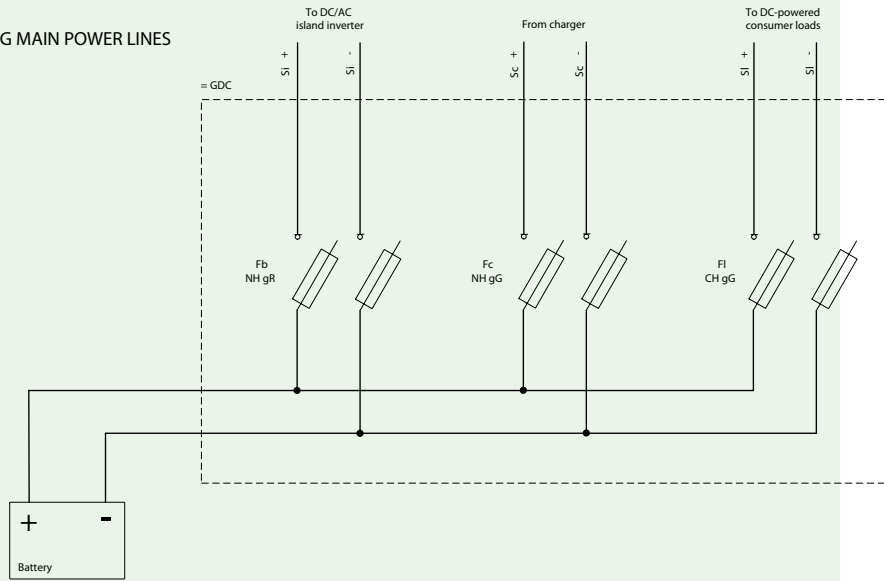 To DC/AC
island inverter
From charger
To DC-powered
consumer loads
G MAIN POWER LINES
Si +
Si -
Sc +
Sc -
Sl +
Sl -
= GDC
Fb
NH gR
Fc
NH gG
Fl
CH gG
+ -
Battery